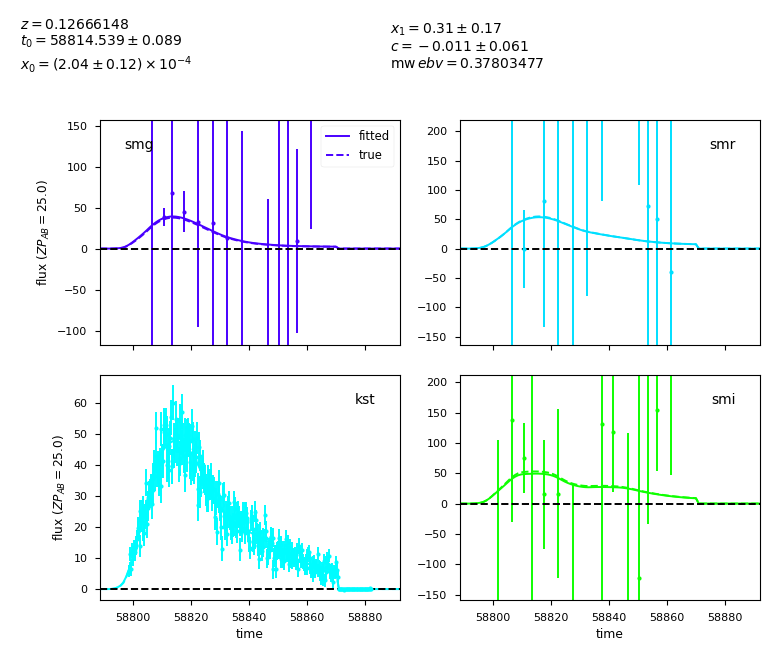 z = 0.12666148
t₀ = 58814.539 ± 0.089
x₀ = (2.04 ± 0.12) × 10⁻⁴
x₁ = 0.31 ± 0.17
c = −0.011 ± 0.061
mw ebv = 0.37803477
smg
fitted
true
150
100
50
0
−50
−100
flux (ZP_AB = 25.0)
smr
200
150
100
50
0
−50
−100
−150
kst
60
50
40
30
20
10
0
flux (ZP_AB = 25.0)
58800 58820 58840 58860 58880
time
smi
200
150
100
50
0
−50
−100
−150
58800 58820 58840 58860 58880
time